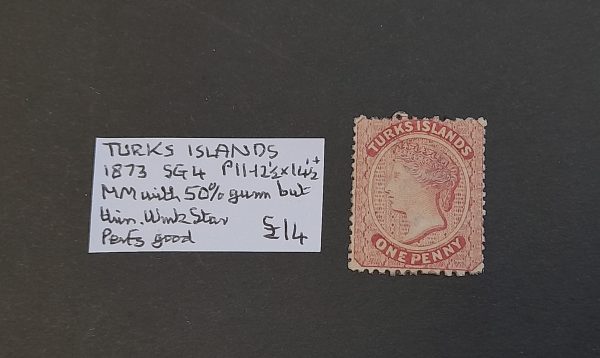 TURKS ISLANDS
1873 SG4 P11-12½x14½+
MM with 50% gum but
thin. Wmk Star
Perfs good £14
TURKS ISLANDS
ONE PENNY